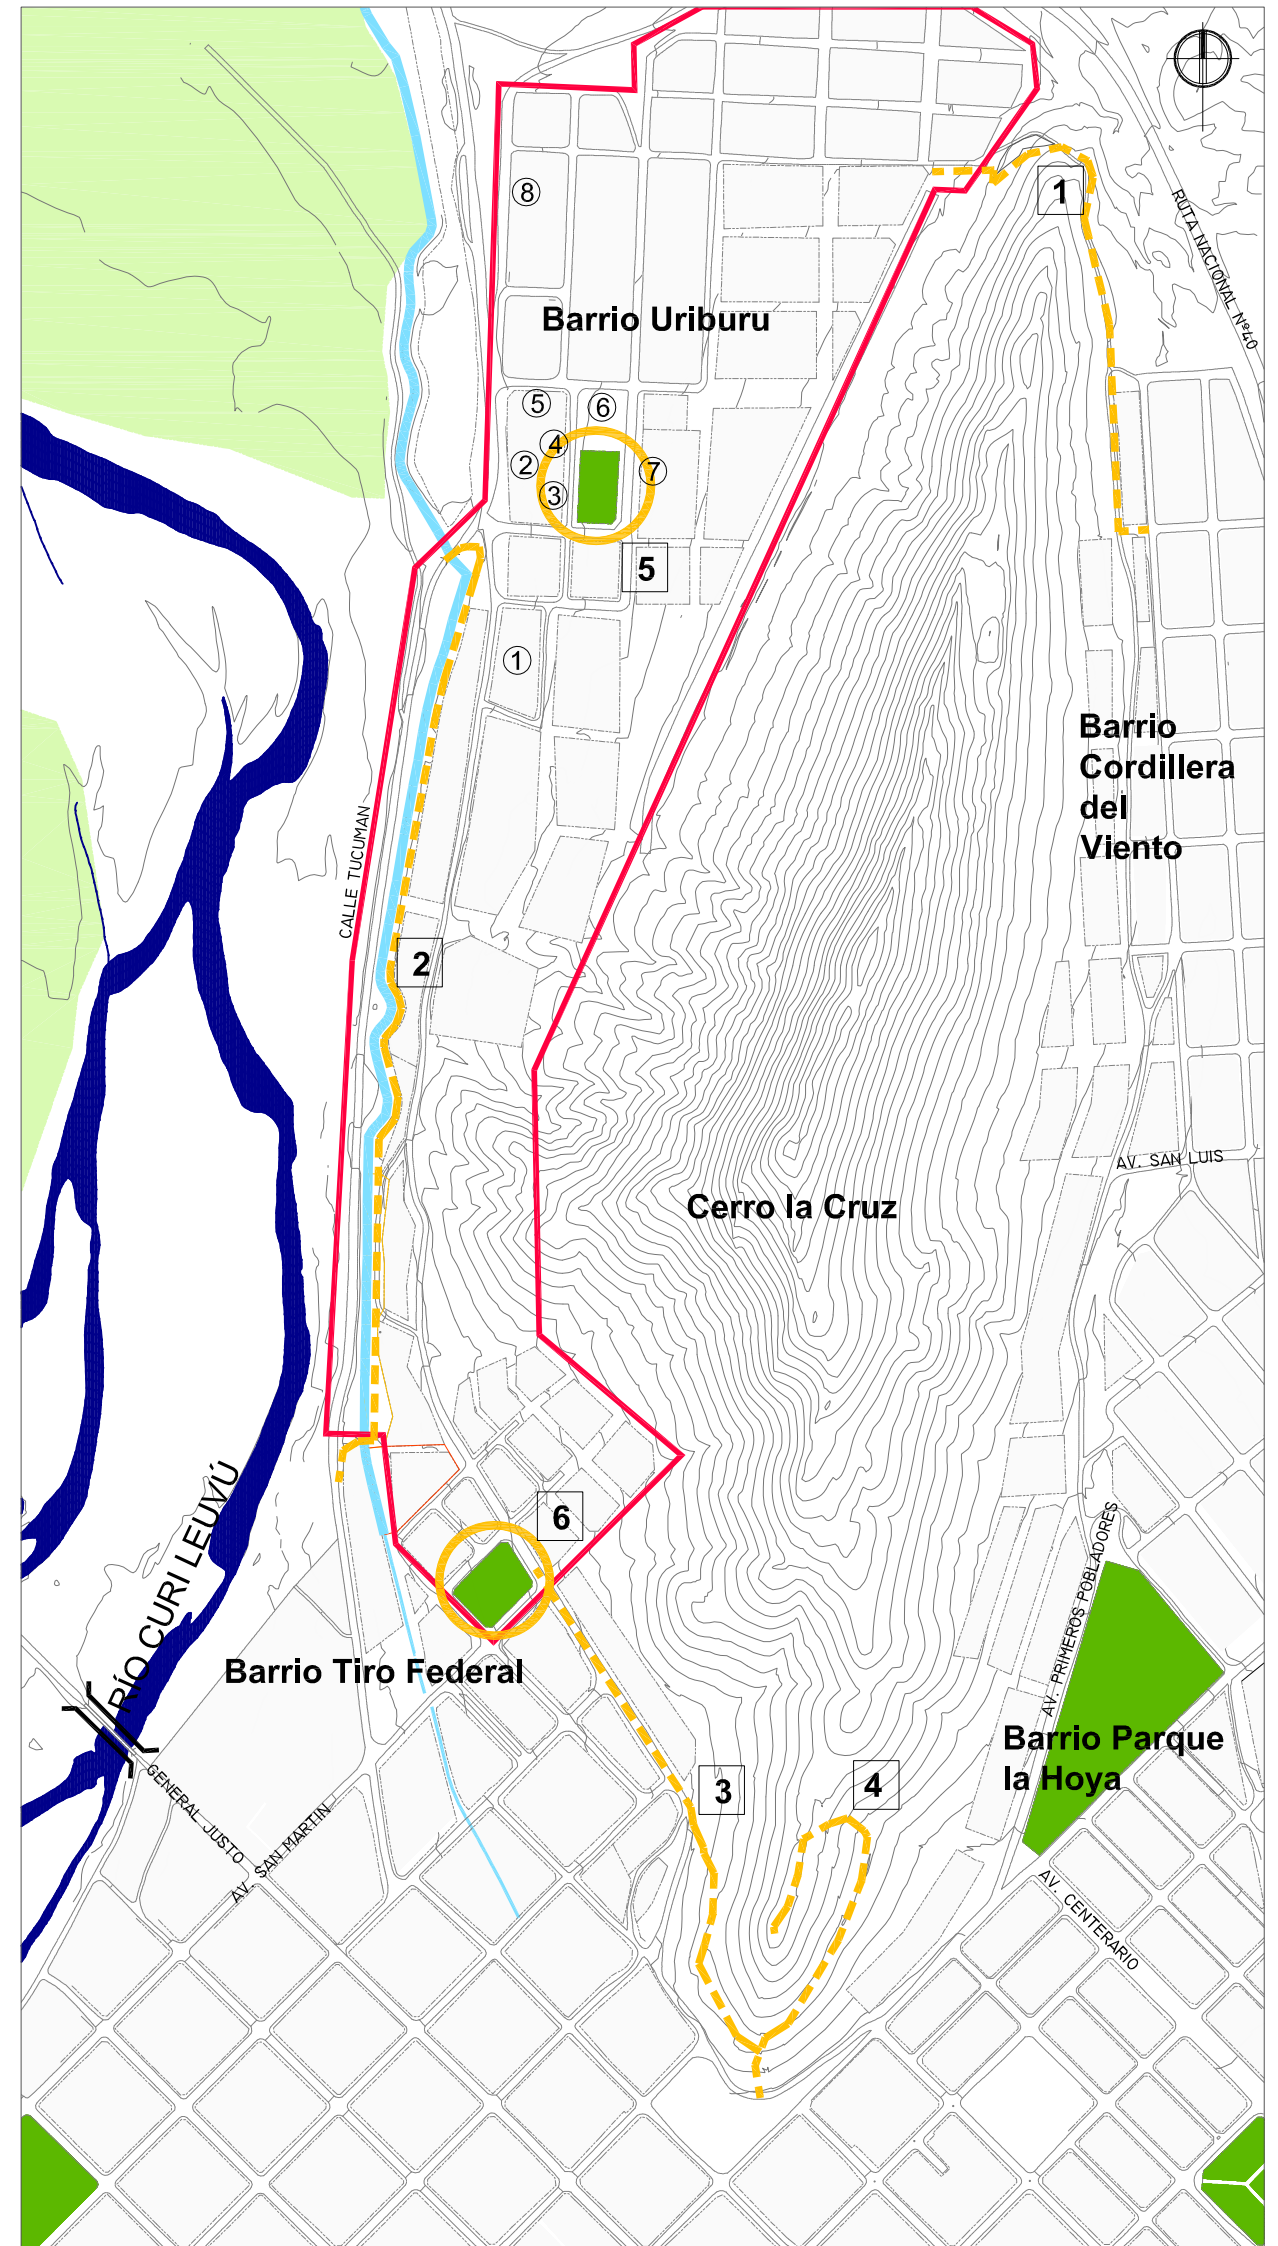 1
RUTA NACIONAL Nº40
8
Barrio Uriburu
5
6
4
2
7
3
5
1
Barrio
Cordillera
del
Viento
CALLE TUCUMAN
2
AV. SAN LUIS
Cerro la Cruz
RÍO CURI LEUVÚ
6
AV. PRIMEROS POBLADORES
Barrio Tiro Federal
Barrio Parque
la Hoya
3
4
GENERAL JUSTO
AV. SAN MARTIN
AV. CENTERARIO